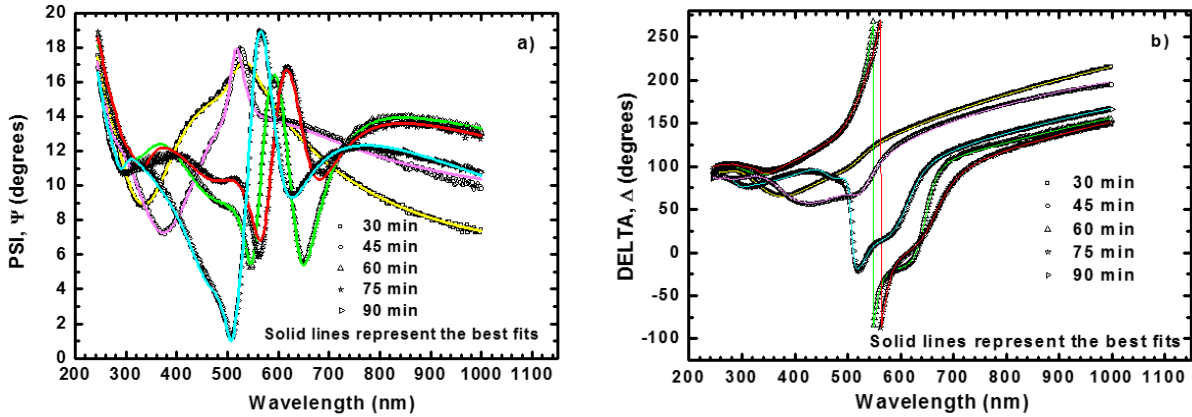 a)
20
18
16
14
12
10
8
6
4
2
0
PSI, Ψ (degrees)
30 min
45 min
60 min
75 min
90 min
Solid lines represent the best fits
200 300 400 500 600 700 800 900 1000 1100
Wavelength (nm)
b)
250
200
150
100
50
0
-50
-100
DELTA, Δ (degrees)
30 min
45 min
60 min
75 min
90 min
Solid lines represent the best fits
200 300 400 500 600 700 800 900 1000 1100
Wavelength (nm)